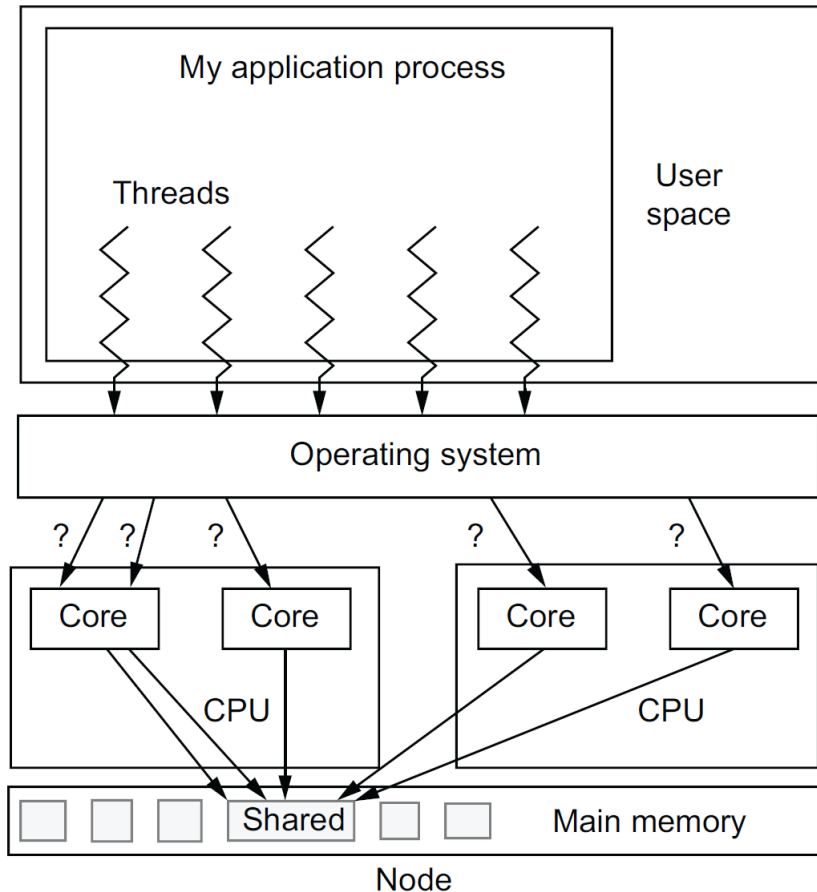 My application process
Threads
User
space
Operating system
? ? ? ? ?
Core Core Core Core
CPU CPU
Shared Main memory
Node